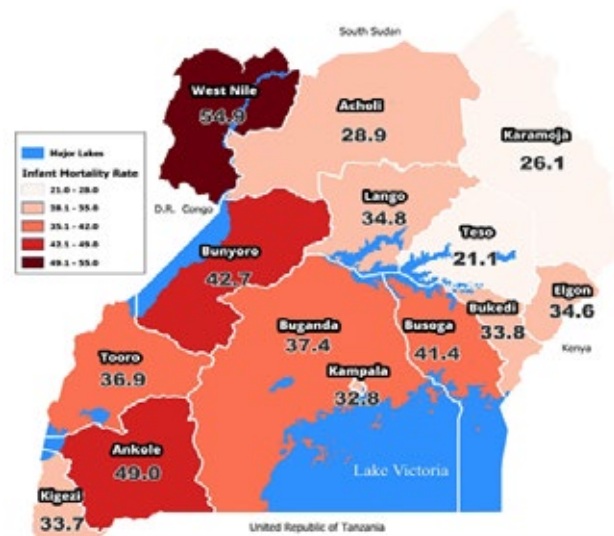 South Sudan
West Nile
54.9
Acholi
28.9
Karamoja
26.1
Major Lakes
Infant Mortality Rate
21.0 - 28.0
28.1 - 35.0
35.1 - 42.0
42.1 - 49.0
49.1 - 55.0
D.R. Congo
Lango
34.8
Teso
21.1
Bunyoro
42.7
Elgon
34.6
Bukedi
33.8
Kenya
Buganda
37.4
Busoga
41.4
Kampala
32.8
Tooro
36.9
Ankole
49.0
Lake Victoria
Kigezi
33.7
United Republic of Tanzania